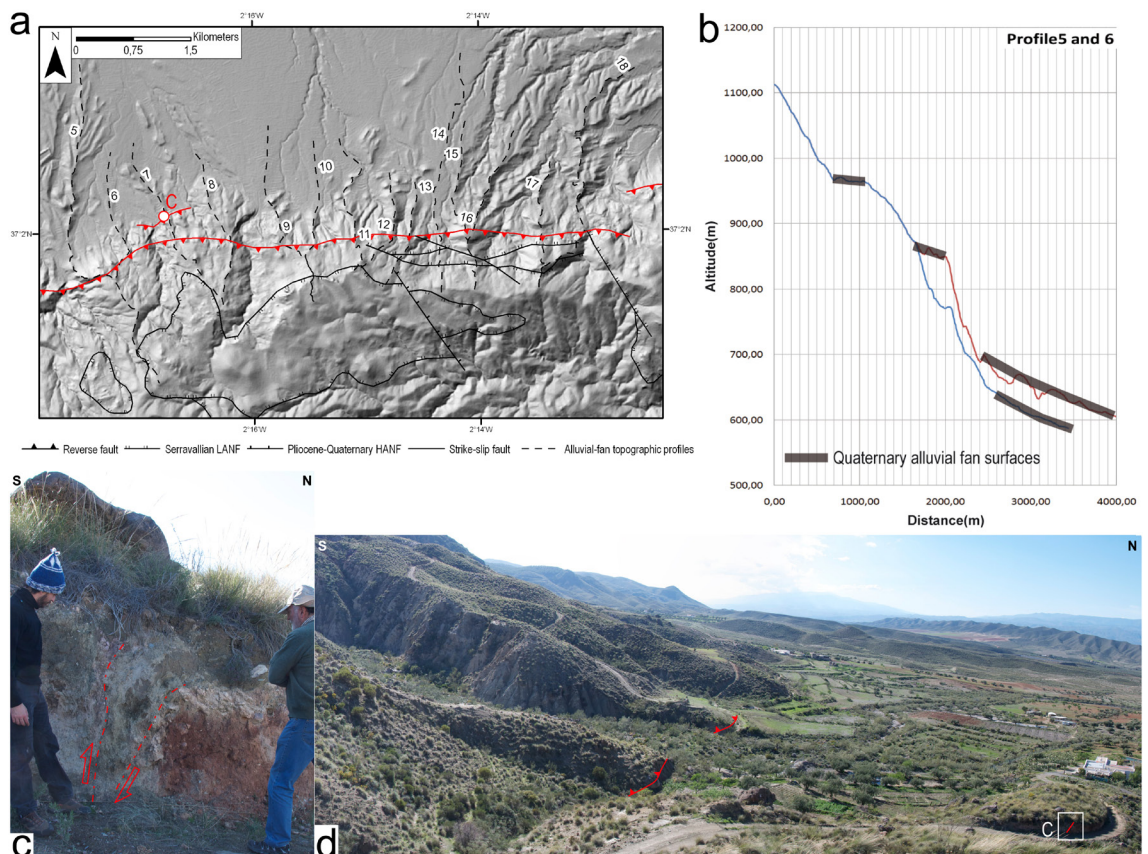 a
2°16'W
2°14'W
N
Kilometers
0
0,75
1,5
5
6
7
8
9
10
11
12
13
14
15
16
17
18
C
37°2'N
37°2'N
2°16'W
2°14'W
Reverse fault
Serravallian LANF
Pliocene-Quaternary HANF
Strike-slip fault
Alluvial-fan topographic profiles
b
Profile5 and 6
1200,00
1100,00
1000,00
900,00
800,00
700,00
600,00
500,00
Altitude(m)
Quaternary alluvial fan surfaces
0,00
1000,00
2000,00
3000,00
4000,00
Distance(m)
S
N
c
S
N
C
d